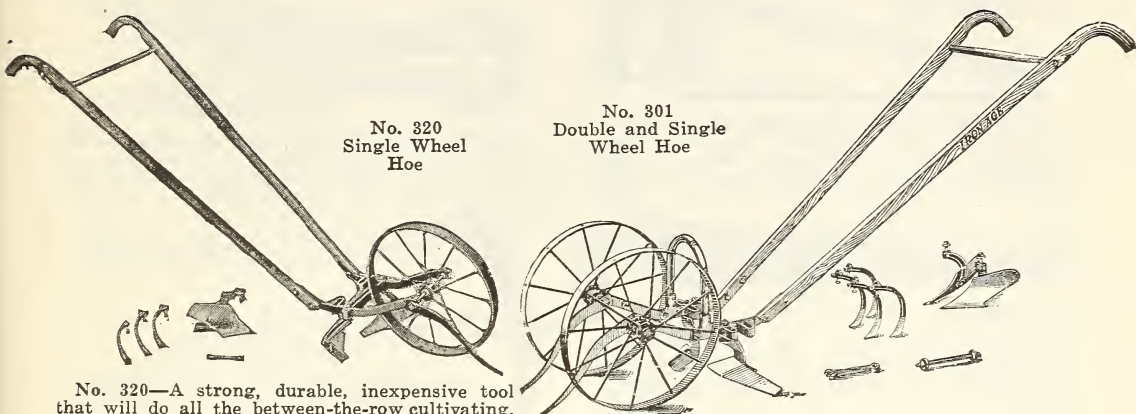 No. 320
Single Wheel
Hoe
No. 301
Double and Single
Wheel Hoe
IRON AGE
No. 320—A strong, durable, inexpensive tool
that will do all the between-the-row cultivating,